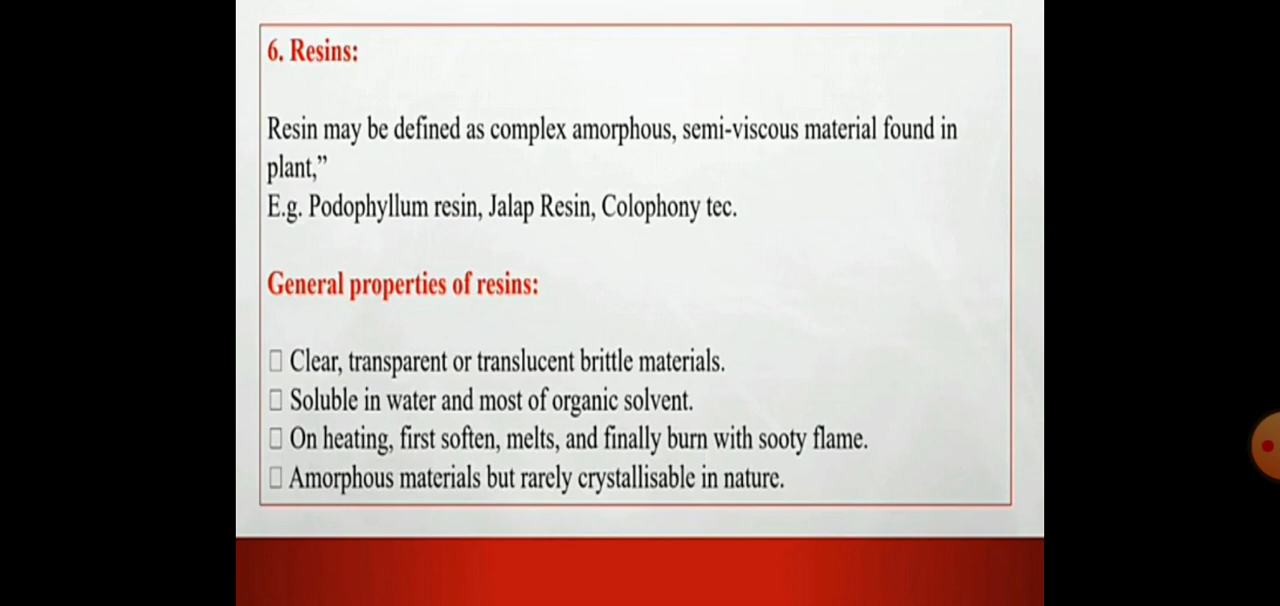 6. Resins:
Resin may be defined as complex amorphous, semi-viscous material found in
plant,”
E.g. Podophyllum resin, Jalap Resin, Colophony tec.
General properties of resins:
Clear, transparent or translucent brittle materials.
Soluble in water and most of organic solvent.
On heating, first soften, melts, and finally burn with sooty flame.
Amorphous materials but rarely crystallisable in nature.